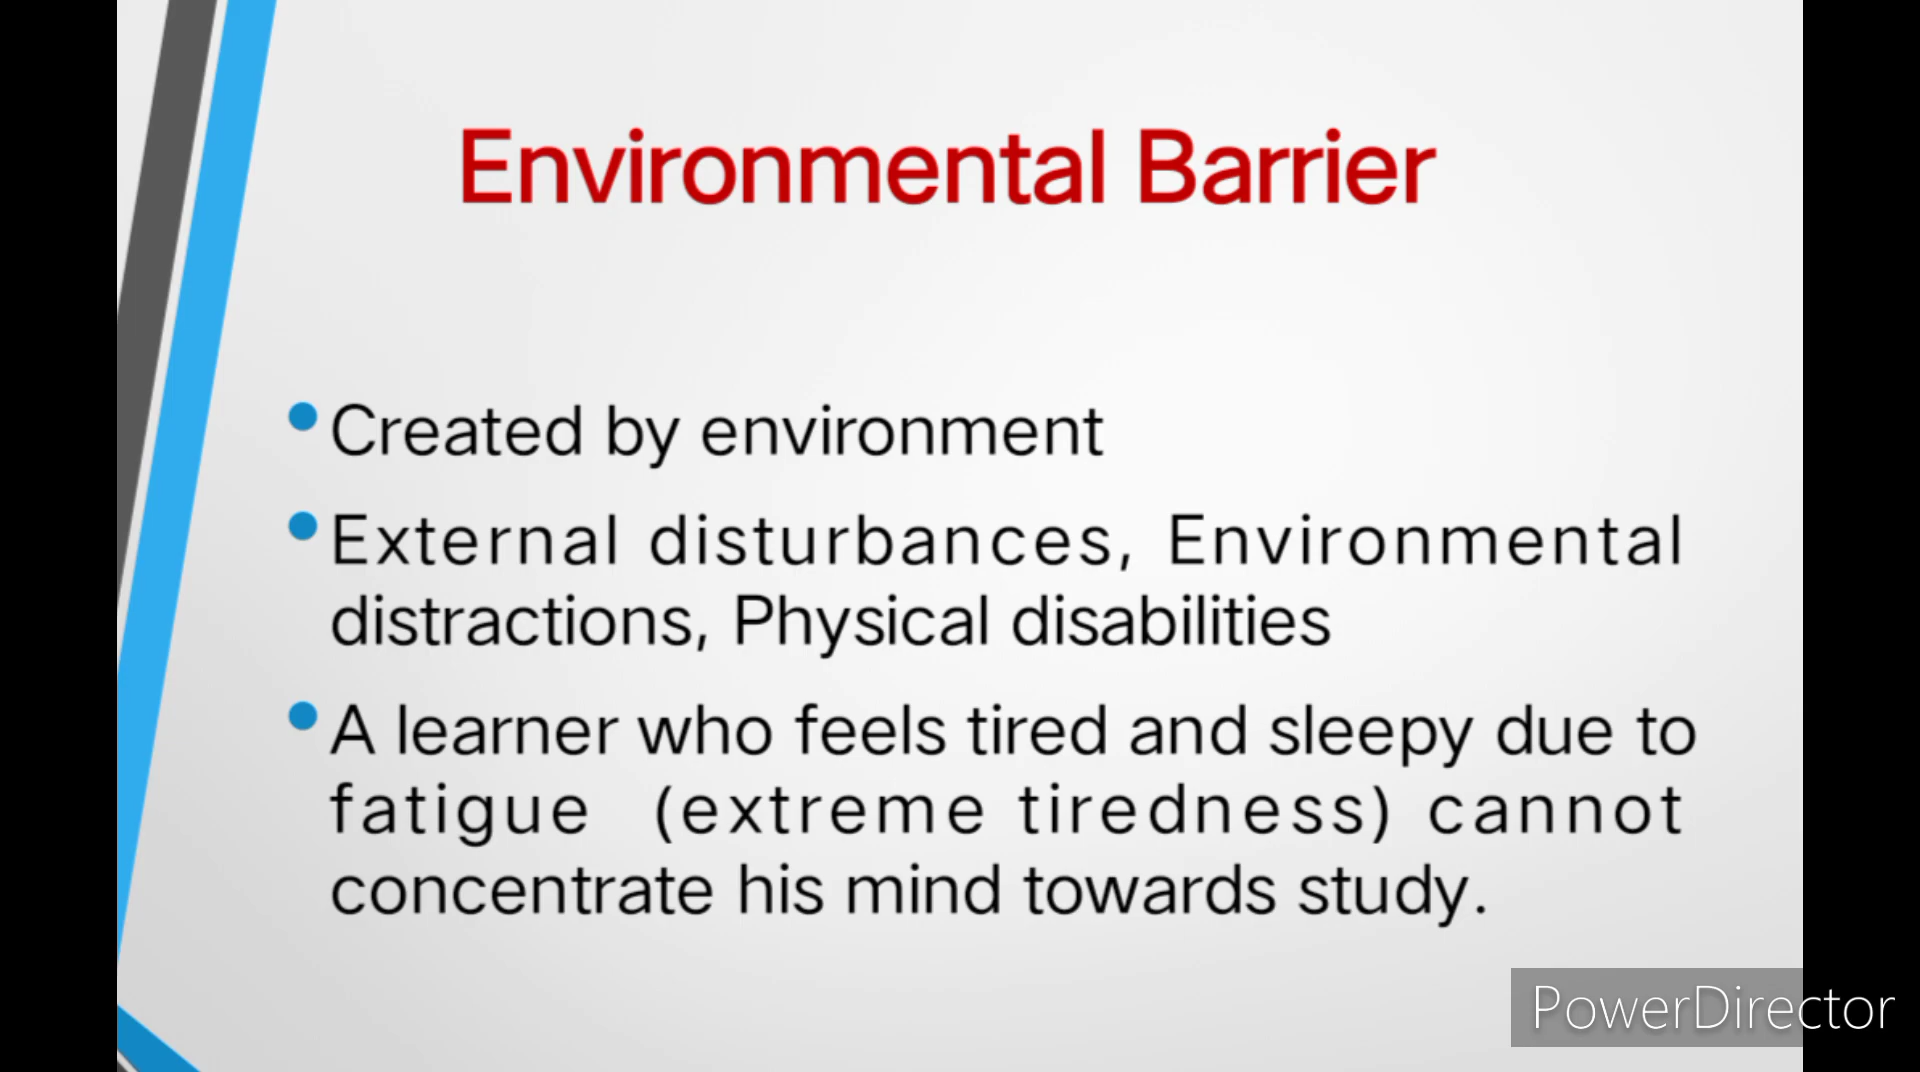 Environmental Barrier
Created by environment
External disturbances, Environmental
distractions, Physical disabilities
A learner who feels tired and sleepy due to
fatigue (extreme tiredness) cannot
concentrate his mind towards study.
PowerDirector